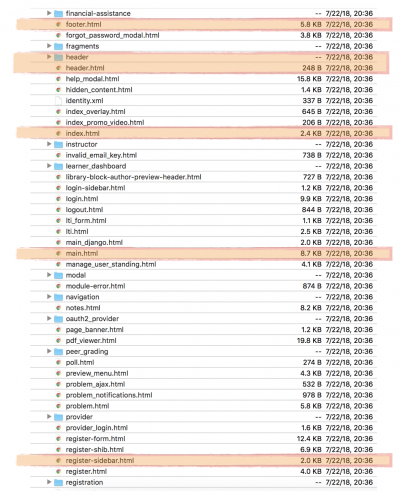 financial-assistance -- 7/22/18, 20:36
footer.html 5.8 KB 7/22/18, 20:36
forgot_password_modal.html 3.8 KB 7/22/18, 20:36
fragments -- 7/22/18, 20:36
header -- 7/22/18, 20:36
header.html 248 B 7/22/18, 20:36
help_modal.html 15.8 KB 7/22/18, 20:36
hidden_content.html 1.4 KB 7/22/18, 20:36
identity.xml 337 B 7/22/18, 20:36
index_overlay.html 645 B 7/22/18, 20:36
index_promo_video.html 206 B 7/22/18, 20:36
index.html 2.4 KB 7/22/18, 20:36
instructor -- 7/22/18, 20:36
invalid_email_key.html 738 B 7/22/18, 20:36
learner_dashboard -- 7/22/18, 20:36
library-block-author-preview-header.html 727 B 7/22/18, 20:36
login-sidebar.html 1.2 KB 7/22/18, 20:36
login.html 9.9 KB 7/22/18, 20:36
logout.html 844 B 7/22/18, 20:36
lti_form.html 1.1 KB 7/22/18, 20:36
lti.html 2.5 KB 7/22/18, 20:36
main_django.html 2.0 KB 7/22/18, 20:36
main.html 8.7 KB 7/22/18, 20:36
manage_user_standing.html 4.1 KB 7/22/18, 20:36
modal -- 7/22/18, 20:36
module-error.html 874 B 7/22/18, 20:36
navigation -- 7/22/18, 20:36
notes.html 8.2 KB 7/22/18, 20:36
oauth2_provider -- 7/22/18, 20:36
page_banner.html 1.2 KB 7/22/18, 20:36
pdf_viewer.html 19.8 KB 7/22/18, 20:36
peer_grading -- 7/22/18, 20:36
poll.html 274 B 7/22/18, 20:36
preview_menu.html 4.3 KB 7/22/18, 20:36
problem_ajax.html 532 B 7/22/18, 20:36
problem_notifications.html 978 B 7/22/18, 20:36
problem.html 5.8 KB 7/22/18, 20:36
provider -- 7/22/18, 20:36
provider_login.html 1.6 KB 7/22/18, 20:36
register-form.html 12.4 KB 7/22/18, 20:36
register-shib.html 6.9 KB 7/22/18, 20:36
register-sidebar.html 2.0 KB 7/22/18, 20:36
register.html 4.0 KB 7/22/18, 20:36
registration -- 7/22/18, 20:36